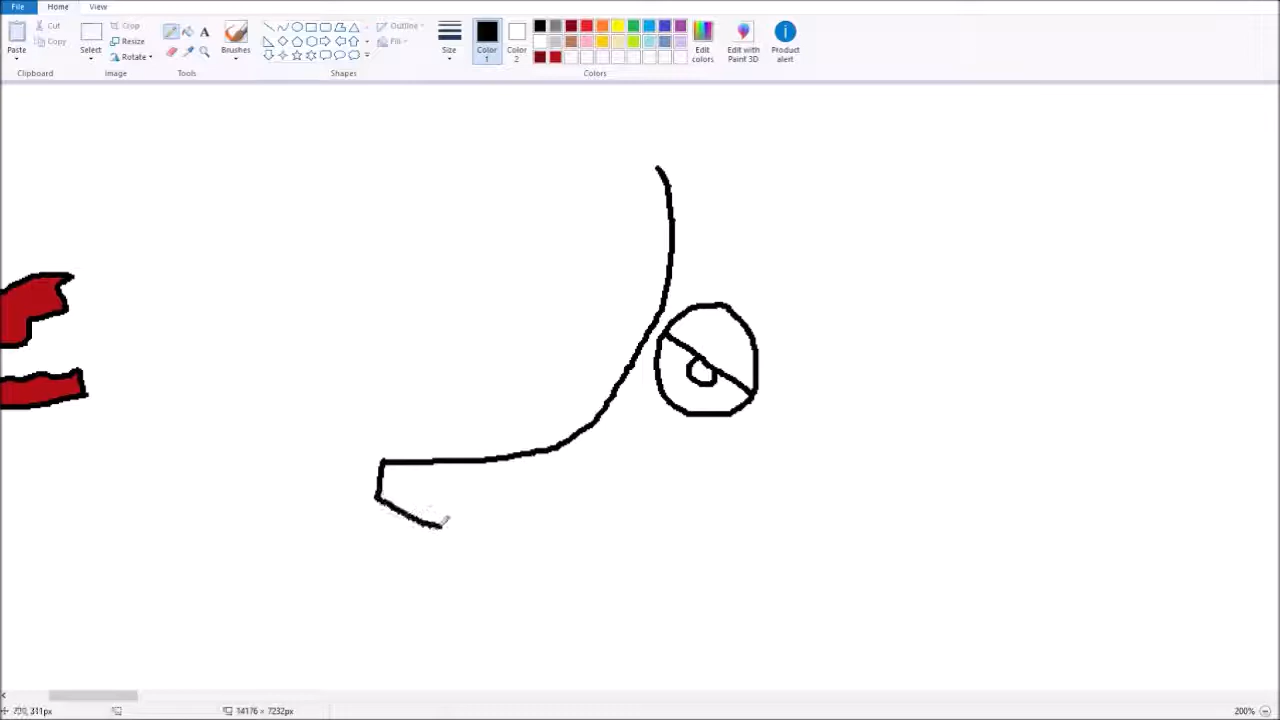 File Home View
Cut
Copy
Paste
Clipboard
Crop
Resize
Rotate
Select
Image
A
Tools
Brushes
Outline
Fill
Shapes
Size
Color 1
Color 2
Edit colors
Edit with Paint 3D
Product alert
Colors
14176 × 7232px
200%